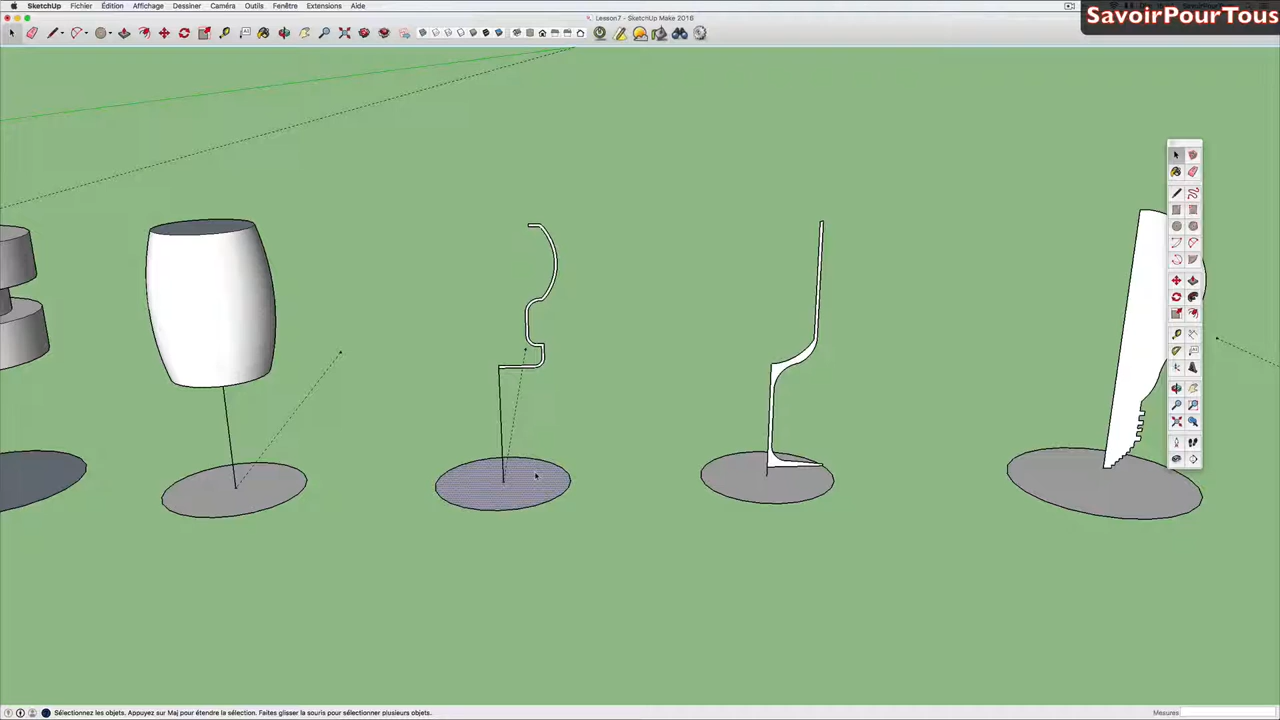 SketchUp Fichier Édition Affichage Dessiner Caméra Outils Fenêtre Extensions Aide
SavoirPourTous
Lesson7 - SketchUp Make 2016
Sélectionnez les objets. Appuyez sur Maj pour étendre la sélection. Faites glisser la souris pour sélectionner plusieurs objets.
Mesures